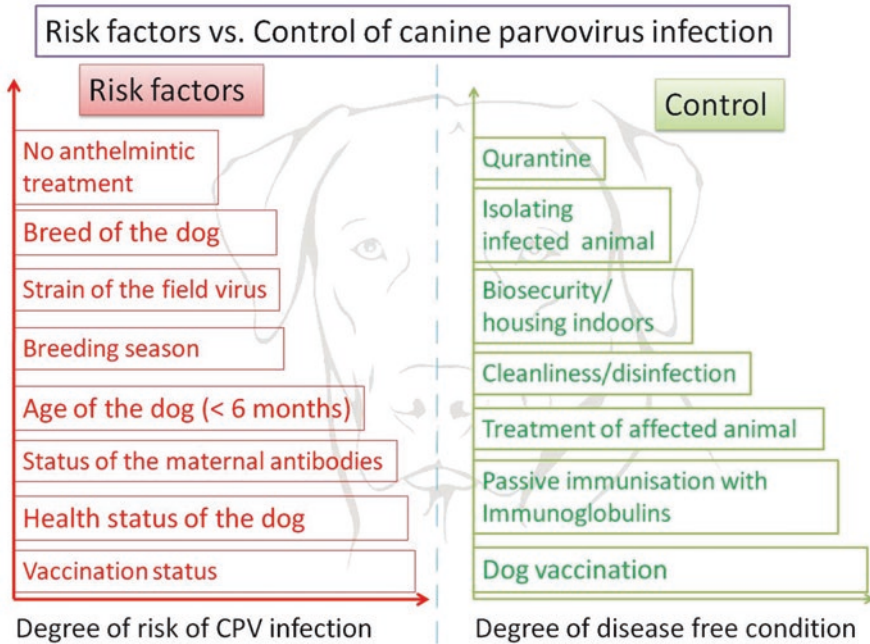 Risk factors vs. Control of canine parvovirus infection
Risk factors
No anthelmintic
treatment
Breed of the dog
Strain of the field virus
Breeding season
Age of the dog (< 6 months)
Status of the maternal antibodies
Health status of the dog
Vaccination status
Degree of risk of CPV infection
Control
Qurantine
Isolating
infected animal
Biosecurity/
housing indoors
Cleanliness/disinfection
Treatment of affected animal
Passive immunisation with
Immunoglobulins
Dog vaccination
Degree of disease free condition